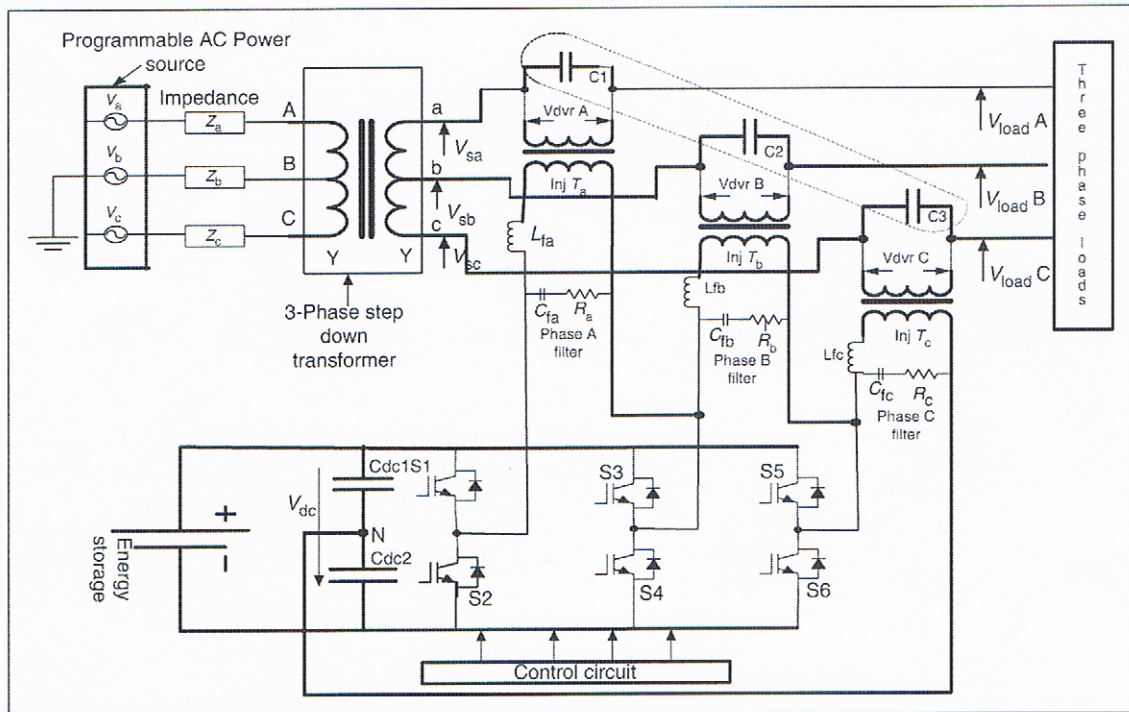 Programmable AC Power
source
Impedance
Va
Za
Vb
Zb
Vc
Zc
A
B
C
Y
Y
a
b
c
Vsa
Vsb
Vsc
3-Phase step
down
transformer
C1
Vdvr A
Inj Ta
Lfa
Cfa
Ra
Phase A
filter
C2
Vdvr B
Inj Tb
Lfb
Cfb
Rb
Phase B
filter
C3
Vdvr C
Inj Tc
Lfc
Cfc
Rc
Phase C
filter
Vload A
Vload B
Vload C
Three phase loads
Energy
storage
+
−
Vdc
Cdc1
N
Cdc2
S1
S2
S3
S4
S5
S6
Control circuit